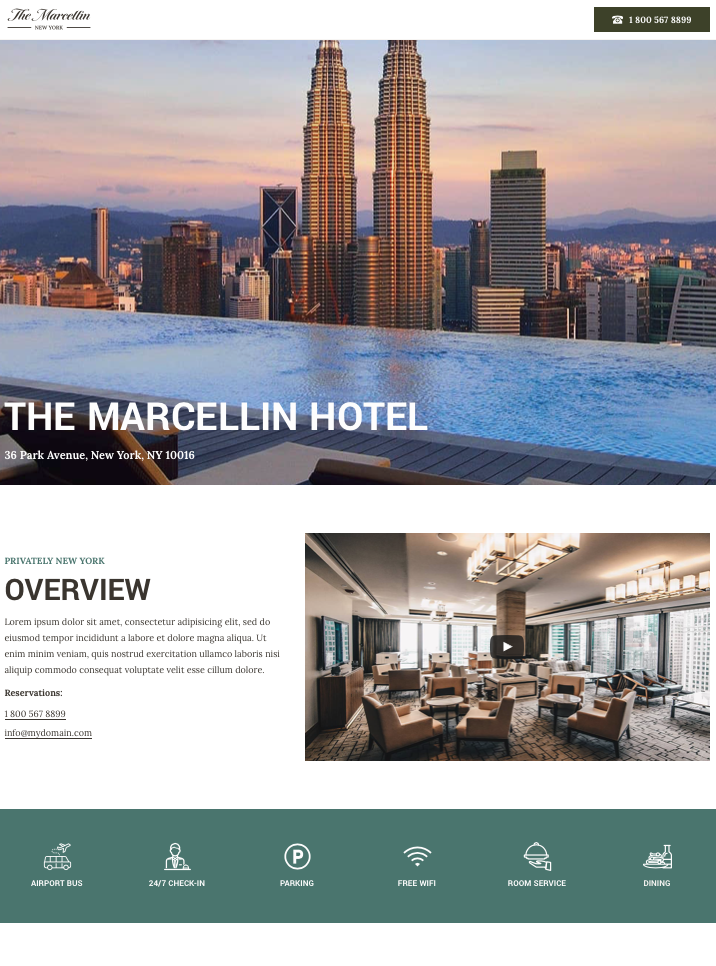 The Marcellin
NEW YORK
1 800 567 8899
THE MARCELLIN HOTEL
36 Park Avenue, New York, NY 10016
PRIVATELY NEW YORK
OVERVIEW
Lorem ipsum dolor sit amet, consectetur adipisicing elit, sed do
eiusmod tempor incididunt a labore et dolore magna aliqua. Ut
enim minim veniam, quis nostrud exercitation ullamco laboris nisi
aliquip commodo consequat voluptate velit esse cillum dolore.
Reservations:
1 800 567 8899
info@mydomain.com
P
AIRPORT BUS
24/7 CHECK-IN
PARKING
FREE WIFI
ROOM SERVICE
DINING